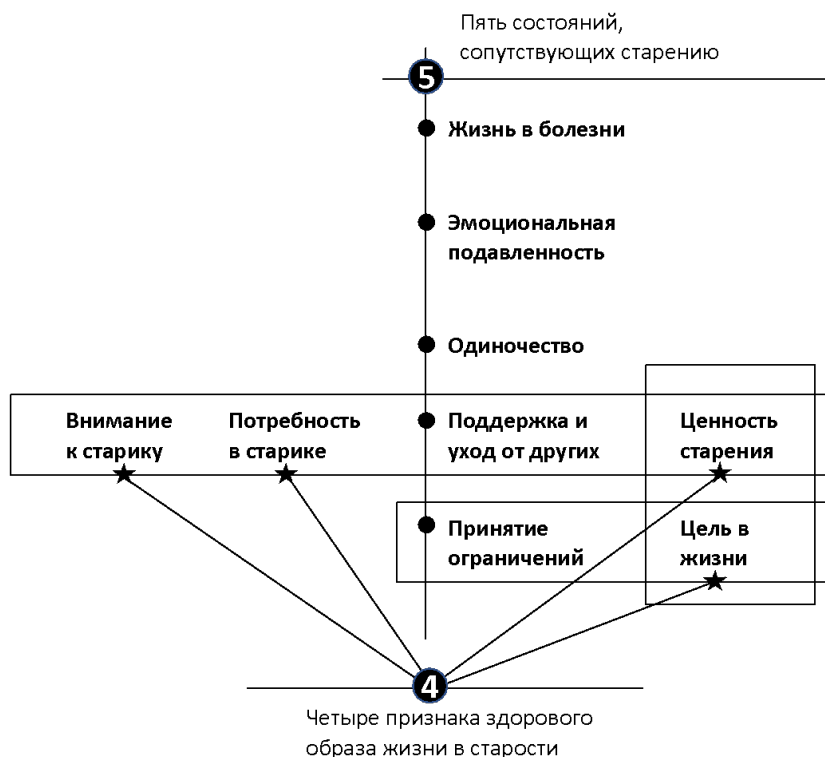 Пять состояний,
сопутствующих старению
5
Жизнь в болезни
Эмоциональная
подавленность
Одиночество
Внимание
к старику
Потребность
в старике
Поддержка и
уход от других
Ценность
старения
Принятие
ограничений
Цель в
жизни
4
Четыре признака здорового
образа жизни в старости